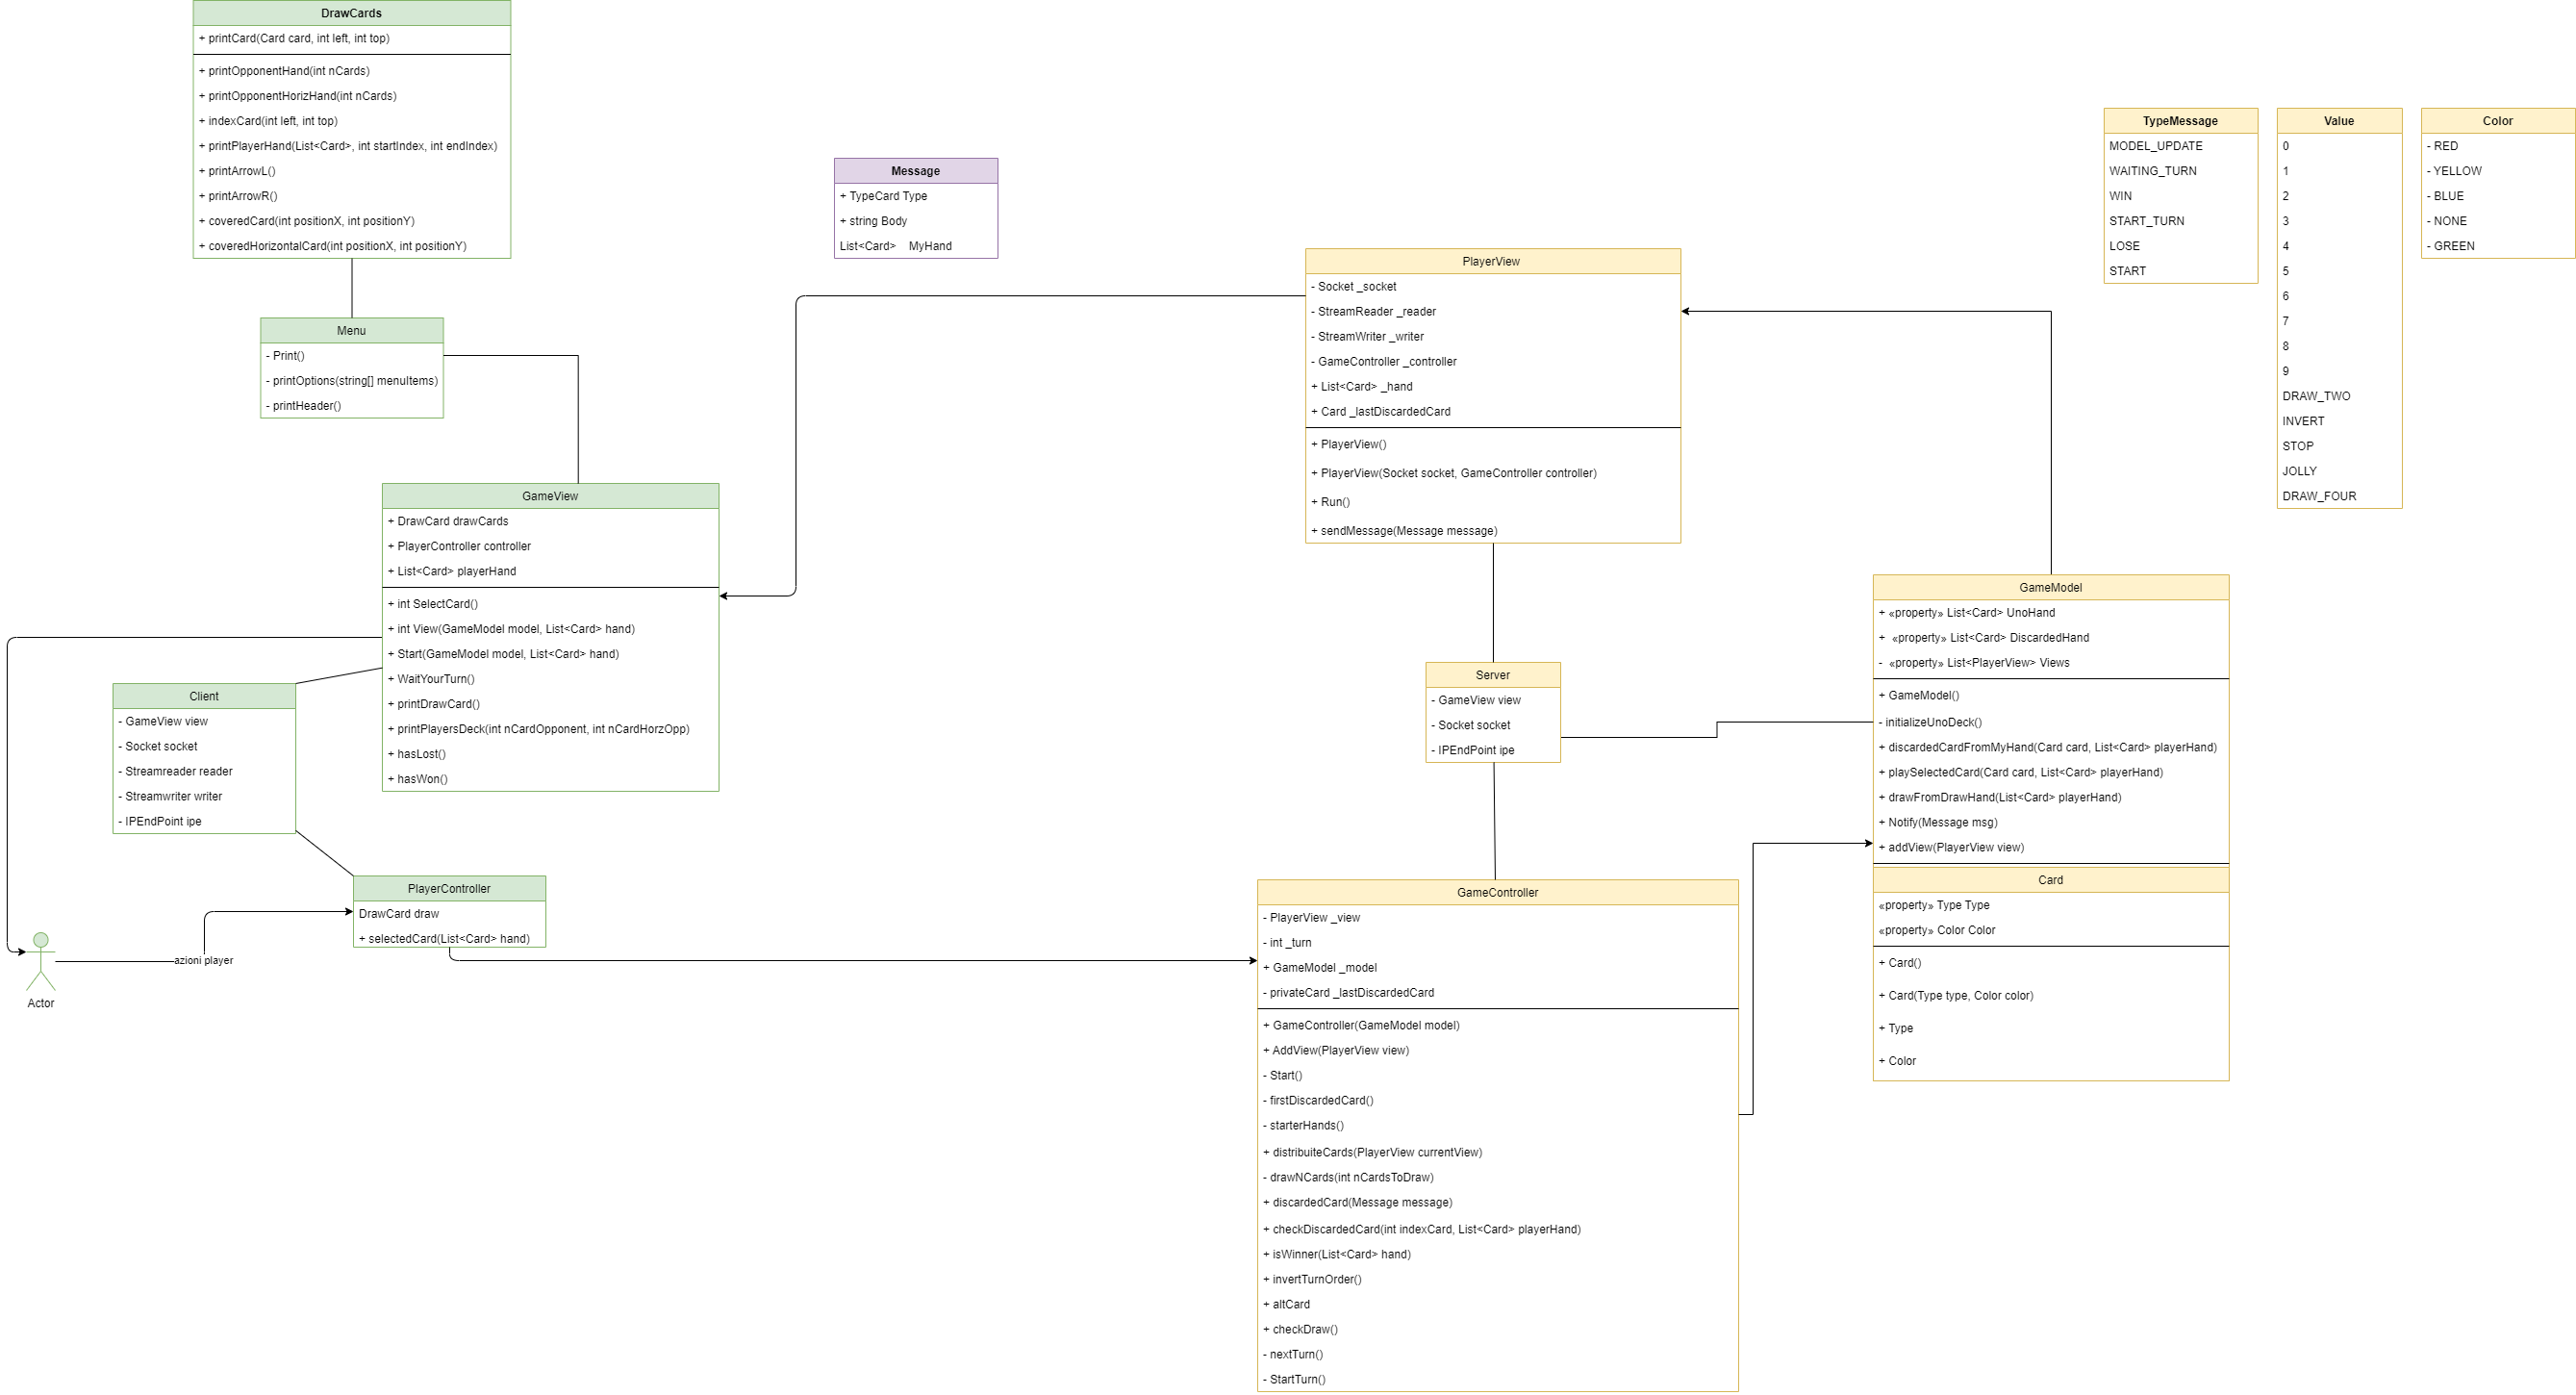 DrawCards
+ printCard(Card card, int left, int top)
+ printOpponentHand(int nCards)
+ printOpponentHorizHand(int nCards)
+ indexCard(int left, int top)
+ printPlayerHand(List<Card>, int startIndex, int endIndex)
+ printArrowL()
+ printArrowR()
+ coveredCard(int positionX, int positionY)
+ coveredHorizontalCard(int positionX, int positionY)
Menu
- Print()
- printOptions(string[] menuItems)
- printHeader()
GameView
+ DrawCard drawCards
+ PlayerController controller
+ List<Card> playerHand
+ int SelectCard()
+ int View(GameModel model, List<Card> hand)
+ Start(GameModel model, List<Card> hand)
+ WaitYourTurn()
+ printDrawCard()
+ printPlayersDeck(int nCardOpponent, int nCardHorzOpp)
+ hasLost()
+ hasWon()
Client
- GameView view
- Socket socket
- Streamreader reader
- Streamwriter writer
- IPEndPoint ipe
PlayerController
DrawCard draw
+ selectedCard(List<Card> hand)
azioni player
Actor
Message
+ TypeCard Type
+ string Body
List<Card> MyHand
PlayerView
- Socket _socket
- StreamReader _reader
- StreamWriter _writer
- GameController _controller
+ List<Card> _hand
+ Card _lastDiscardedCard
+ PlayerView()
+ PlayerView(Socket socket, GameController controller)
+ Run()
+ sendMessage(Message message)
Server
- GameView view
- Socket socket
- IPEndPoint ipe
GameController
- PlayerView _view
- int _turn
+ GameModel _model
- privateCard _lastDiscardedCard
+ GameController(GameModel model)
+ AddView(PlayerView view)
- Start()
- firstDiscardedCard()
- starterHands()
+ distribuiteCards(PlayerView currentView)
- drawNCards(int nCardsToDraw)
+ discardedCard(Message message)
+ checkDiscardedCard(int indexCard, List<Card> playerHand)
+ isWinner(List<Card> hand)
+ invertTurnOrder()
+ altCard
+ checkDraw()
- nextTurn()
- StartTurn()
GameModel
+ «property» List<Card> UnoHand
+ «property» List<Card> DiscardedHand
- «property» List<PlayerView> Views
+ GameModel()
- initializeUnoDeck()
+ discardedCardFromMyHand(Card card, List<Card> playerHand)
+ playSelectedCard(Card card, List<Card> playerHand)
+ drawFromDrawHand(List<Card> playerHand)
+ Notify(Message msg)
+ addView(PlayerView view)
Card
«property» Type Type
«property» Color Color
+ Card()
+ Card(Type type, Color color)
+ Type
+ Color
TypeMessage
MODEL_UPDATE
WAITING_TURN
WIN
START_TURN
LOSE
START
Value
0
1
2
3
4
5
6
7
8
9
DRAW_TWO
INVERT
STOP
JOLLY
DRAW_FOUR
Color
- RED
- YELLOW
- BLUE
- NONE
- GREEN